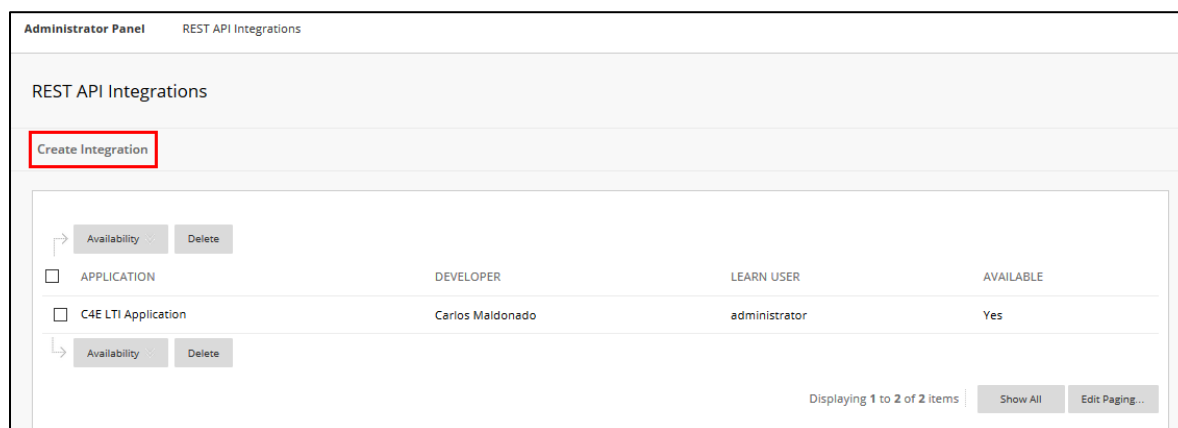 Administrator Panel REST API Integrations
REST API Integrations
Create Integration
Availability Delete
APPLICATION DEVELOPER LEARN USER AVAILABLE
C4E LTI Application Carlos Maldonado administrator Yes
Availability Delete
Displaying 1 to 2 of 2 items Show All Edit Paging...